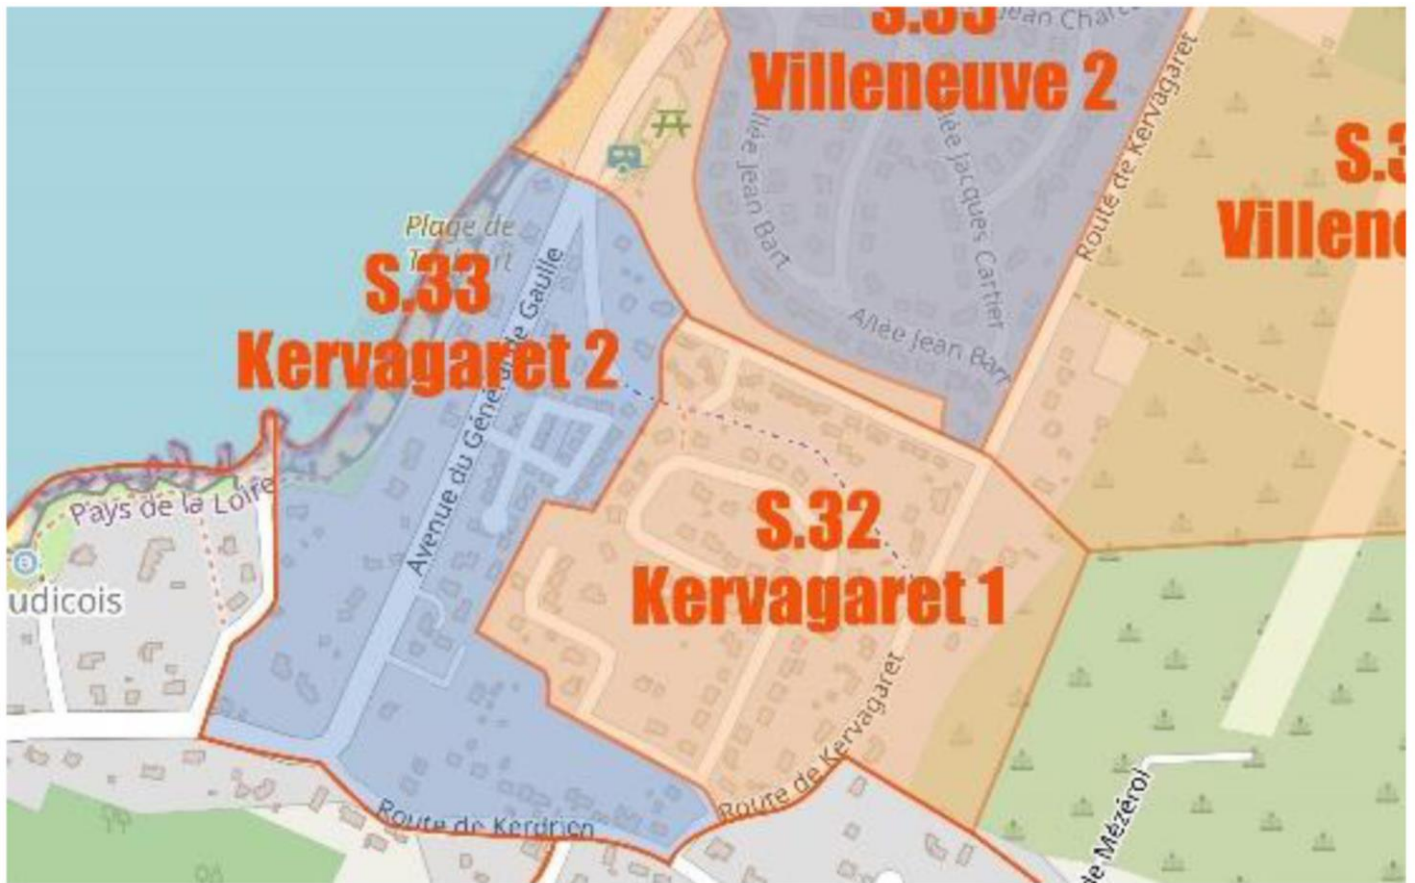 S.35
Villeneuve 2
Jean Charc
Route de Kervagaret
Allée Jean Bart
Allée Jacques Cartier
Allée Jean Bart
S.3
Villene
Plage de
S.33
Kervagaret 2
Avenue du Général de Gaulle
Pays de la Loire
udicois
S.32
Kervagaret 1
Route de Kervagaret
Route de Kerdrien
de Mézéroi